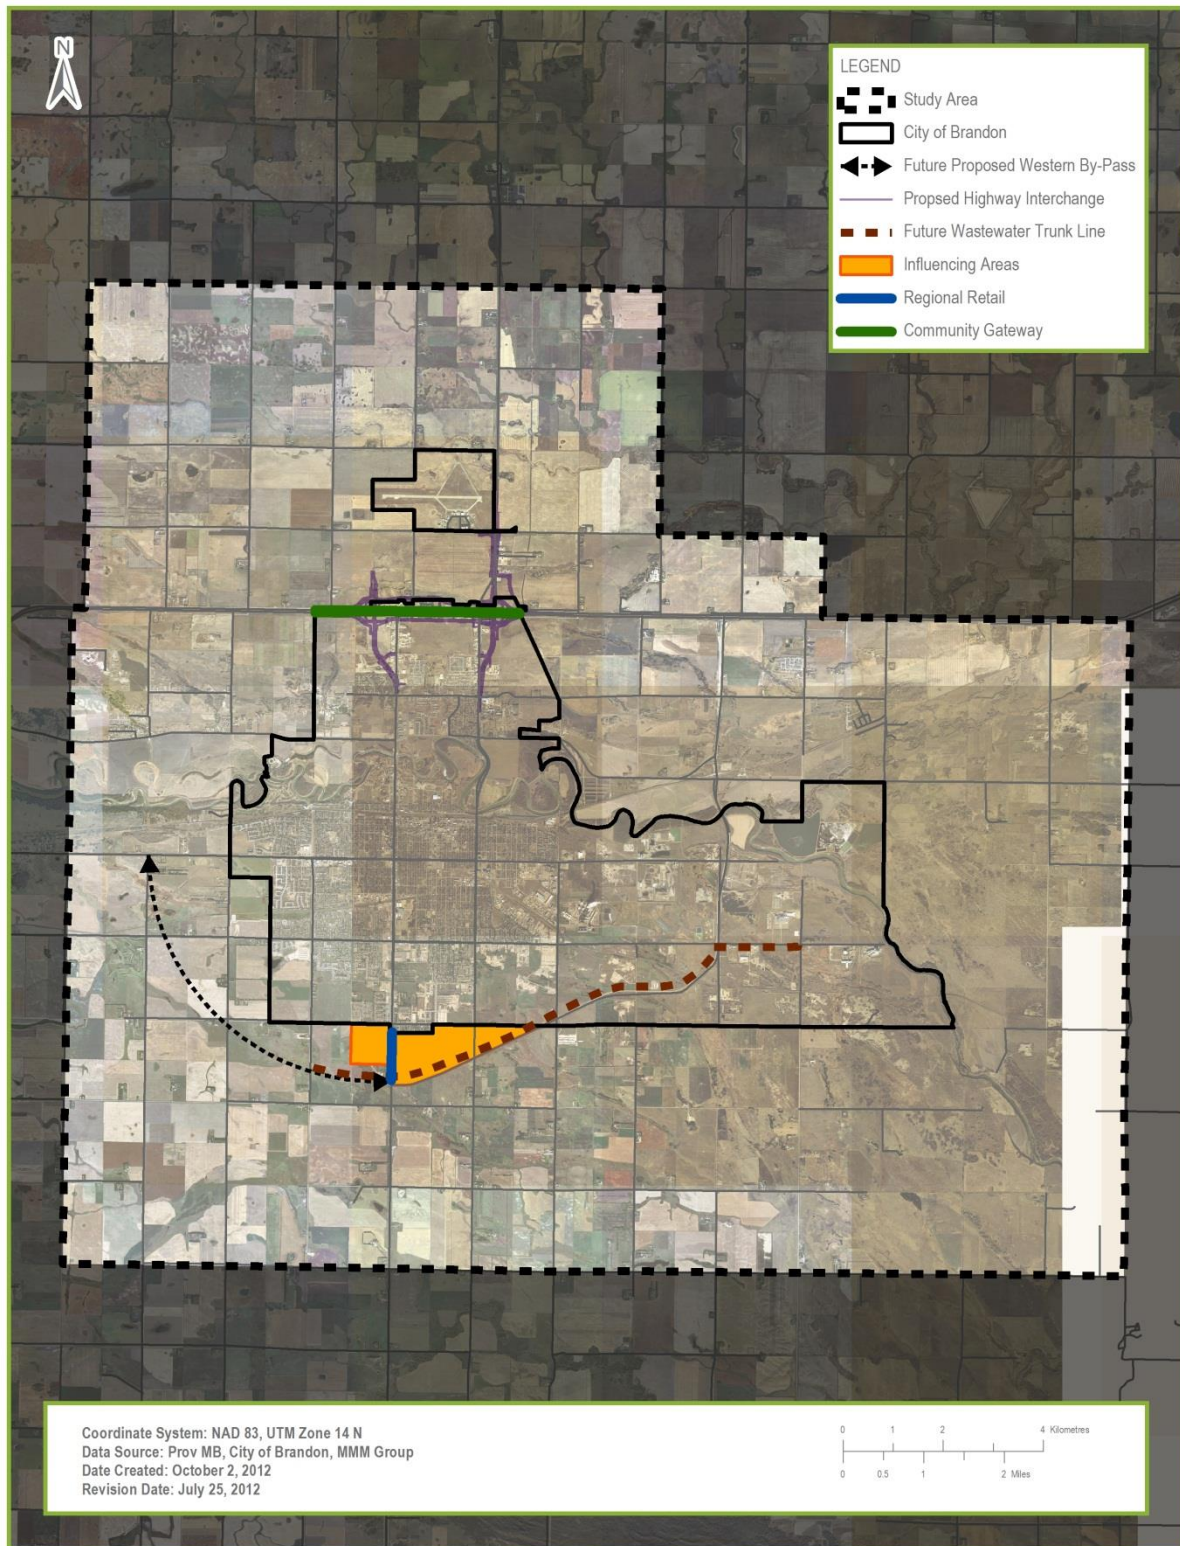 N
LEGEND
Study Area
City of Brandon
Future Proposed Western By-Pass
Propsed Highway Interchange
Future Wastewater Trunk Line
Influencing Areas
Regional Retail
Community Gateway
Coordinate System: NAD 83, UTM Zone 14 N
Data Source: Prov MB, City of Brandon, MMM Group
Date Created: October 2, 2012
Revision Date: July 25, 2012
0 1 2 4 Kilometres
0 0.5 1 2 Miles